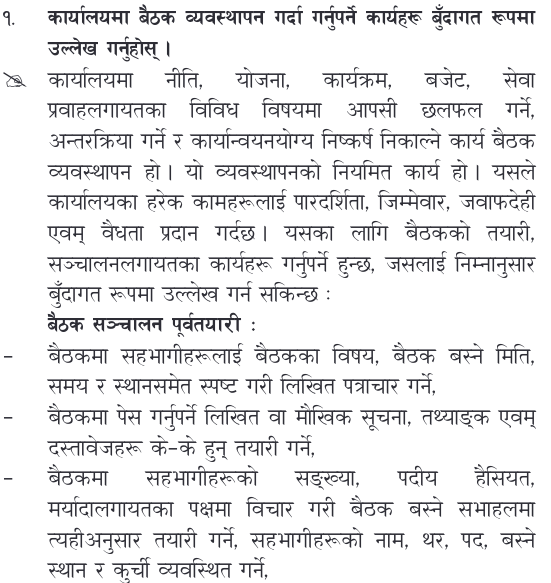 १. कार्यालयमा बैठक व्यवस्थापन गर्दा गर्नुपर्ने कार्यहरू बुँदागत रूपमा
उल्लेख गर्नुहोस् ।
कार्यालयमा नीति, योजना, कार्यक्रम, बजेट, सेवा
प्रवाहलगायतका विविध विषयमा आपसी छलफल गर्ने,
अन्तरक्रिया गर्ने र कार्यान्वयनयोग्य निष्कर्ष निकाल्ने कार्य बैठक
व्यवस्थापन हो । यो व्यवस्थापनको नियमित कार्य हो । यसले
कार्यालयका हरेक कामहरूलाई पारदर्शिता, जिम्मेवार, जवाफदेही
एवम् वैधता प्रदान गर्दछ । यसका लागि बैठकको तयारी,
सञ्चालनलगायतका कार्यहरू गर्नुपर्ने हुन्छ, जसलाई निम्नानुसार
बुँदागत रूपमा उल्लेख गर्न सकिन्छ :
बैठक सञ्चालन पूर्वतयारी :
– बैठकमा सहभागीहरूलाई बैठकका विषय, बैठक बस्ने मिति,
समय र स्थानसमेत स्पष्ट गरी लिखित पत्राचार गर्ने,
– बैठकमा पेस गर्नुपर्ने लिखित वा मौखिक सूचना, तथ्याङ्क एवम्
दस्तावेजहरू के-के हुन् तयारी गर्ने,
– बैठकमा सहभागीहरूको सङ्ख्या, पदीय हैसियत,
मर्यादालगायतका पक्षमा विचार गरी बैठक बस्ने सभाहलमा
त्यहीअनुसार तयारी गर्ने, सहभागीहरूको नाम, थर, पद, बस्ने
स्थान र कुर्ची व्यवस्थित गर्ने,